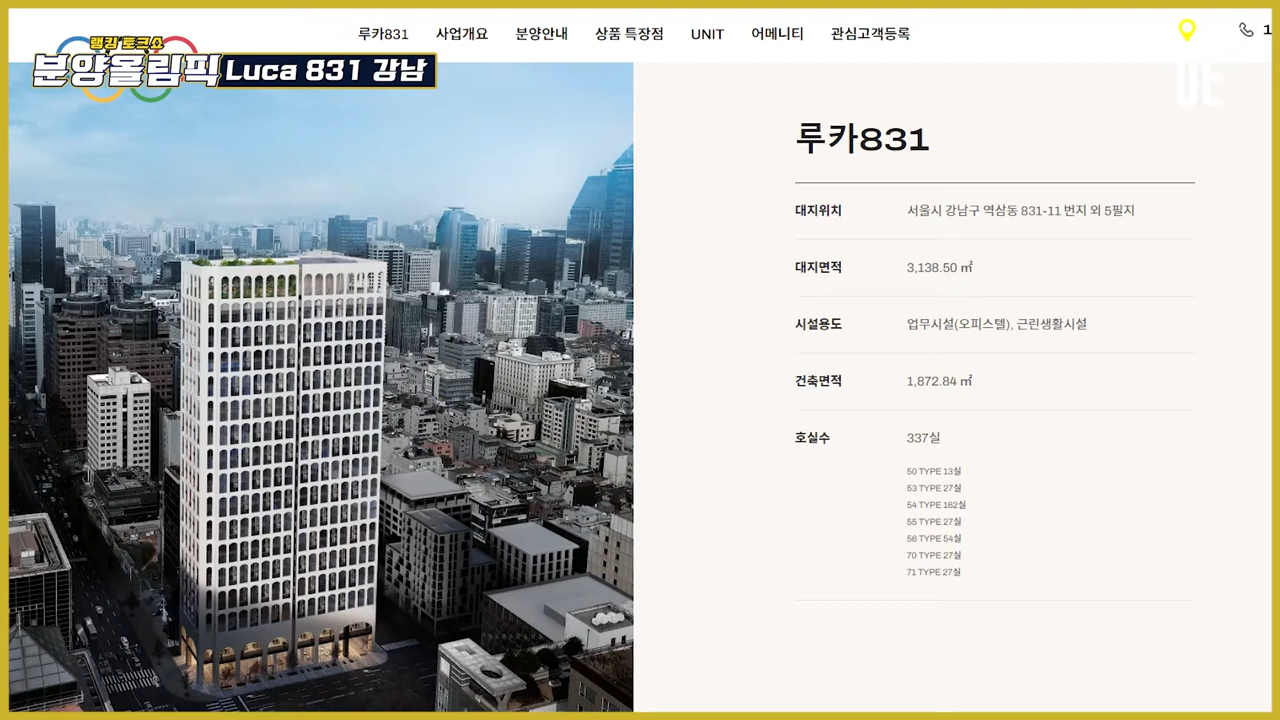 루카831 사업개요 분양안내 상품 특장점 UNIT 어메니티 관심고객등록 1
랭킹 토크쇼
분양올림픽 Luca 831 강남
루카831
대지위치 서울시 강남구 역삼동 831-11 번지 외 5필지
대지면적 3,138.50 ㎡
시설용도 업무시설(오피스텔), 근린생활시설
건축면적 1,872.84 ㎡
호실수 337실
50 TYPE 13실
53 TYPE 27실
54 TYPE 162실
55 TYPE 27실
56 TYPE 54실
70 TYPE 27실
71 TYPE 27실